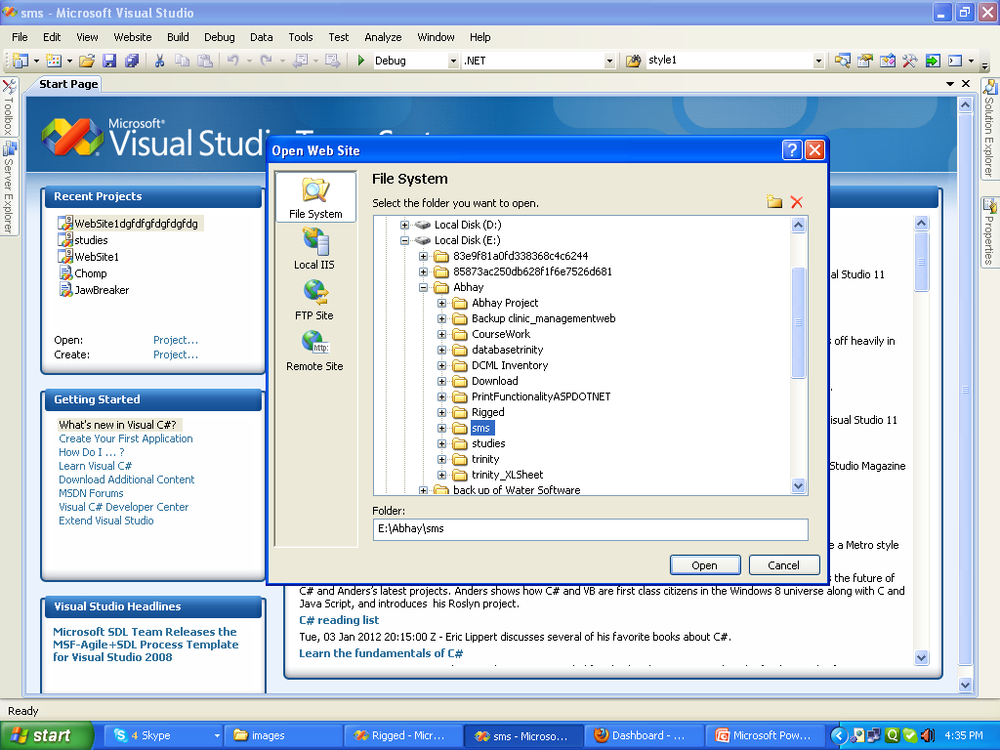 sms - Microsoft Visual Studio
File Edit View Website Build Debug Data Tools Test Analyze Window Help
Debug .NET style1
Start Page
Toolbox
Server Explorer
Solution Explorer
Properties
Microsoft®
Visual Studio
Recent Projects
WebSite1dgfdfgfdgfdgfdg
studies
WebSite1
Chomp
JawBreaker
Open: Project...
Create: Project...
Getting Started
What's new in Visual C#?
Create Your First Application
How Do I ... ?
Learn Visual C#
Download Additional Content
MSDN Forums
Visual C# Developer Center
Extend Visual Studio
Visual Studio Headlines
Microsoft SDL Team Releases the
MSF-Agile+SDL Process Template
for Visual Studio 2008
Open Web Site
File System
Local IIS
FTP Site
http:
Remote Site
File System
Select the folder you want to open.
Local Disk (D:)
Local Disk (E:)
83e9f81a0fd338368c4c6244
85873ac250db628f1f6e7526d681
Abhay
Abhay Project
Backup clinic_managementweb
CourseWork
databasetrinity
DCML Inventory
Download
PrintFunctionalityASPDOTNET
Rigged
sms
studies
trinity
trinity_XLSheet
back up of Water Software
Folder:
E:\Abhay\sms
Open Cancel
al Studio 11
off heavily in
isual Studio 11
Studio Magazine
e a Metro style
the future of
C# and Anders's latest projects. Anders shows how C# and VB are first class citizens in the Windows 8 universe along with C and
Java Script, and introduces his Roslyn project.
C# reading list
Tue, 03 Jan 2012 20:15:00 Z - Eric Lippert discusses several of his favorite books about C#.
Learn the fundamentals of C#
Ready
start
4 Skype
images
Rigged - Micr...
sms - Microso...
Dashboard - ...
Microsoft Pow...
4:35 PM